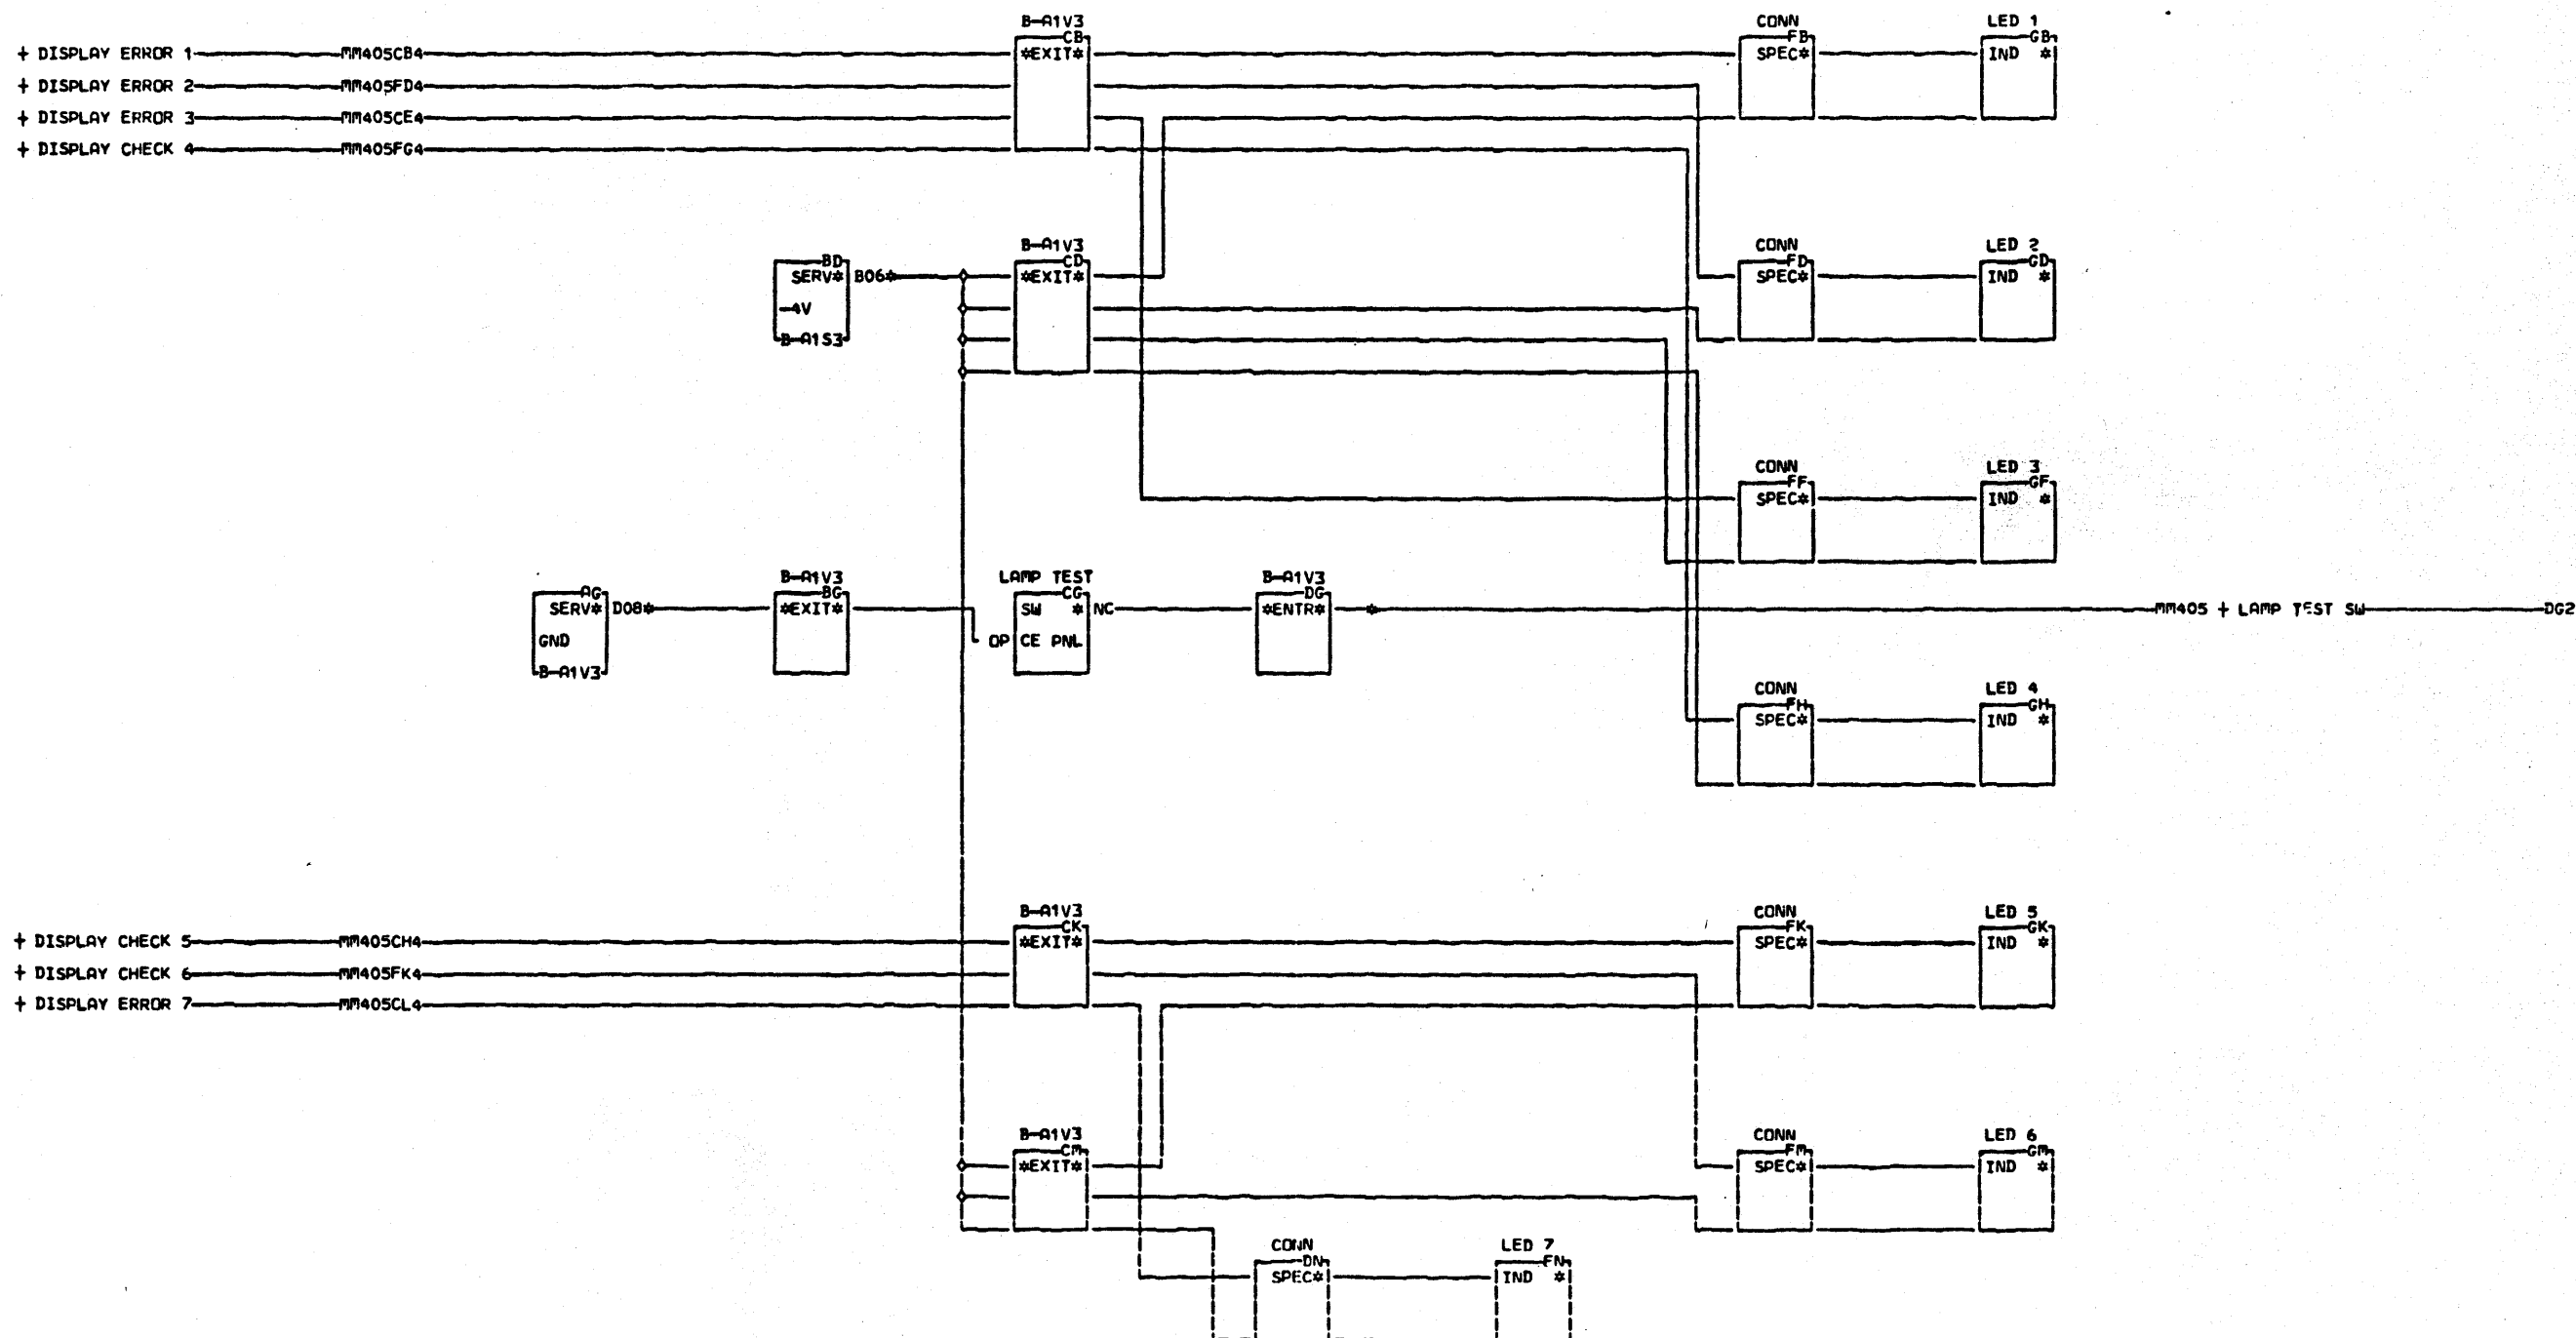 B-A1V3 CONN LED 1
CB FB GB
+ DISPLAY ERROR 1 MM405CB4 *EXIT* SPEC* IND *
+ DISPLAY ERROR 2 MM405FD4
+ DISPLAY ERROR 3 MM405CE4
+ DISPLAY CHECK 4 MM405FG4
B-A1V3 CONN LED 2
BD CD FD GD
SERV* B06* *EXIT* SPEC* IND *
-4V
B-A1S3
CONN LED 3
FF GF
SPEC* IND *
B-A1V3 LAMP TEST B-A1V3
AG BG CG DG
SERV* D08* *EXIT* SW * NC *ENTR* * MM405 + LAMP TEST SW DG2
GND OP CE PNL
B-A1V3
CONN LED 4
FH GH
SPEC* IND *
B-A1V3 CONN LED 5
CK FK GK
+ DISPLAY CHECK 5 MM405CH4 *EXIT* SPEC* IND *
+ DISPLAY CHECK 6 MM405FK4
+ DISPLAY ERROR 7 MM405CL4
B-A1V3 CONN LED 6
CM FM GM
*EXIT* SPEC* IND *
CONN LED 7
DN FN
SPEC* IND *